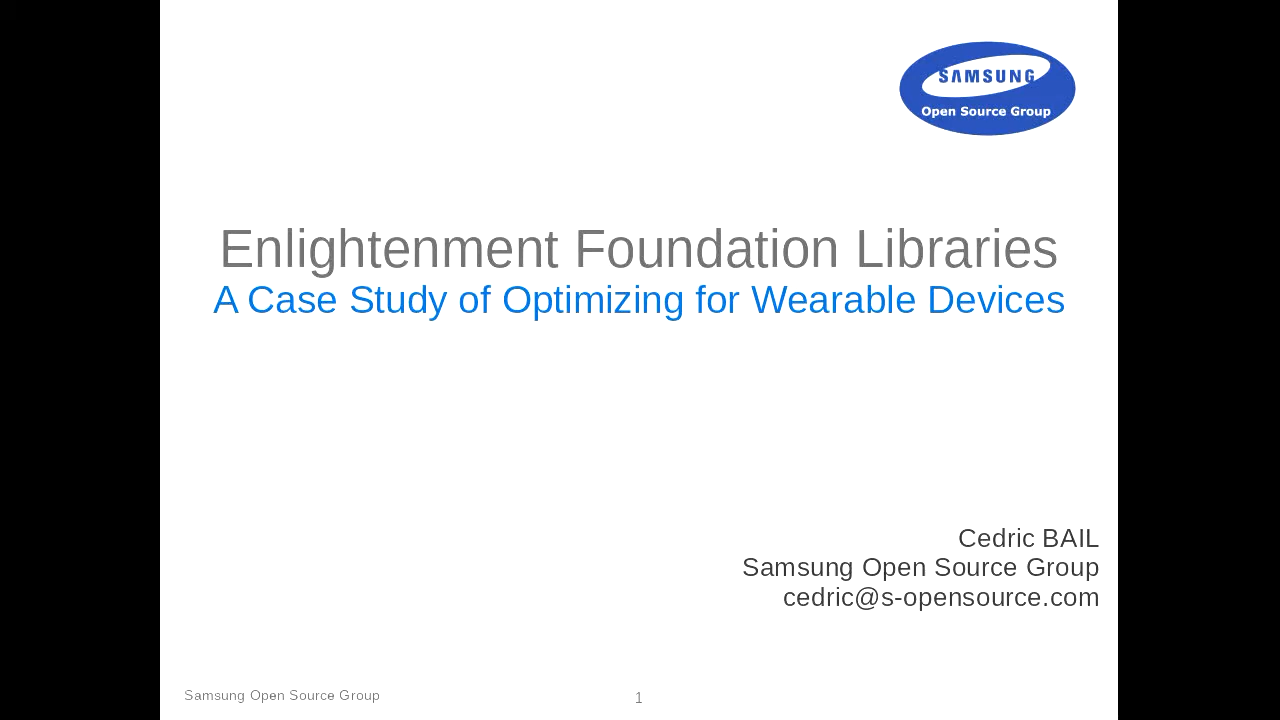 SAMSUNG
Open Source Group
Enlightenment Foundation Libraries
A Case Study of Optimizing for Wearable Devices
Cedric BAIL
Samsung Open Source Group
cedric@s-opensource.com
Samsung Open Source Group
1